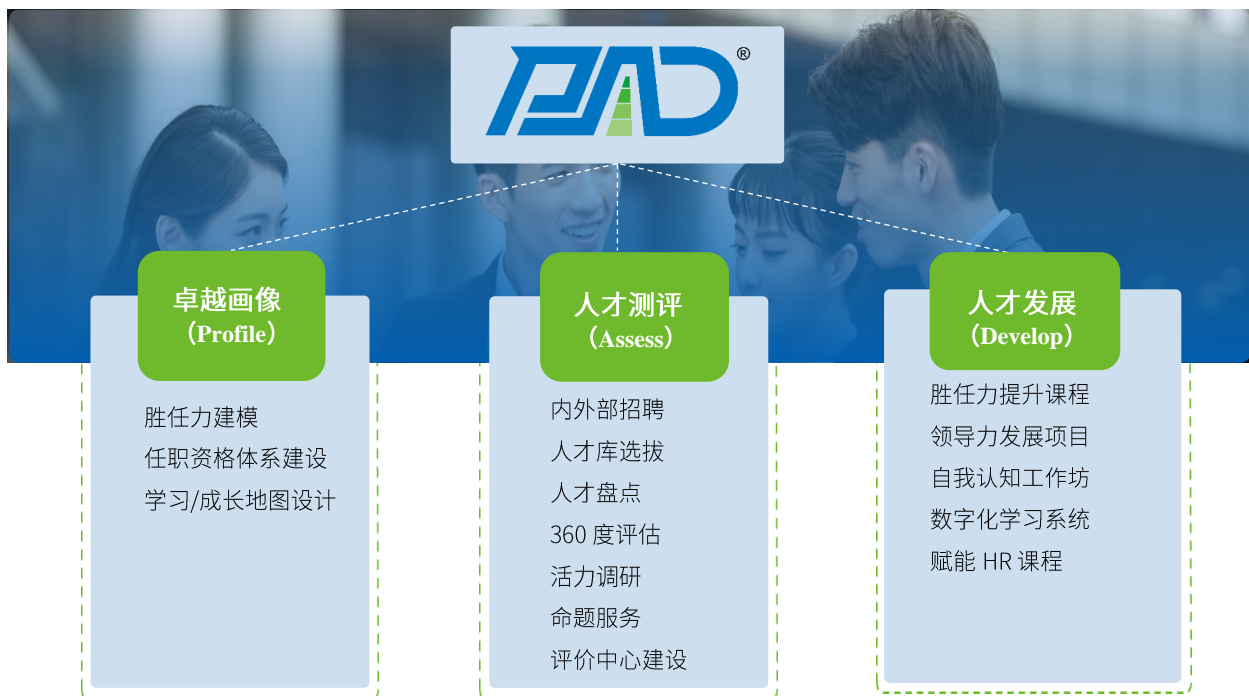 PAD®
卓越画像
（Profile）
胜任力建模
任职资格体系建设
学习/成长地图设计
人才测评
（Assess）
内外部招聘
人才库选拔
人才盘点
360 度评估
活力调研
命题服务
评价中心建设
人才发展
（Develop）
胜任力提升课程
领导力发展项目
自我认知工作坊
数字化学习系统
赋能 HR 课程